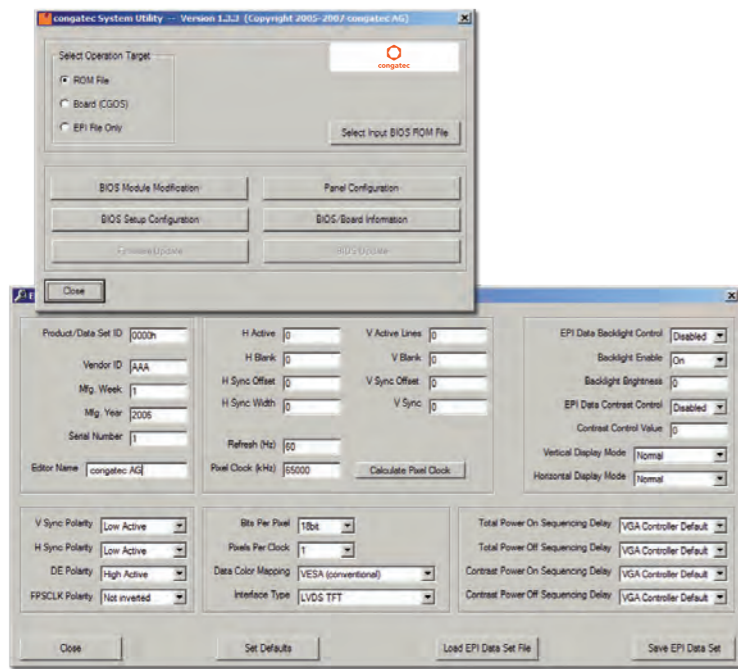 congatec System Utility -- Version 1.3.3 (Copyright 2005-2007 congatec AG)
Select Operation Target
ROM File
Board (CGOS)
EPI File Only
congatec
Select Input BIOS ROM File
BIOS Module Modification
Panel Configuration
BIOS Setup Configuration
BIOS/Board Information
Firmware Update
BIOS Update
Close
Product/Data Set ID 0000h
Vendor ID AAA
Mfg. Week 1
Mfg. Year 2006
Serial Number 1
Editor Name congatec AG
H Active 0
V Active Lines 0
H Blank 0
V Blank 0
H Sync Offset 0
V Sync Offset 0
H Sync Width 0
V Sync 0
Refresh (Hz) 60
Pixel Clock (kHz) 65000
Calculate Pixel Clock
EPI Data Backlight Control Disabled
Backlight Enable On
Backlight Brightness 0
EPI Data Contrast Control Disabled
Contrast Control Value 0
Vertical Display Mode Normal
Horizontal Display Mode Normal
V Sync Polarity Low Active
H Sync Polarity Low Active
DE Polarity High Active
FPSCLK Polarity Not inverted
Bits Per Pixel 18bit
Pixels Per Clock 1
Data Color Mapping VESA (conventional)
Interface Type LVDS TFT
Total Power On Sequencing Delay VGA Controller Default
Total Power Off Sequencing Delay VGA Controller Default
Contrast Power On Sequencing Delay VGA Controller Default
Contrast Power Off Sequencing Delay VGA Controller Default
Close
Set Defaults
Load EPI Data Set File
Save EPI Data Set